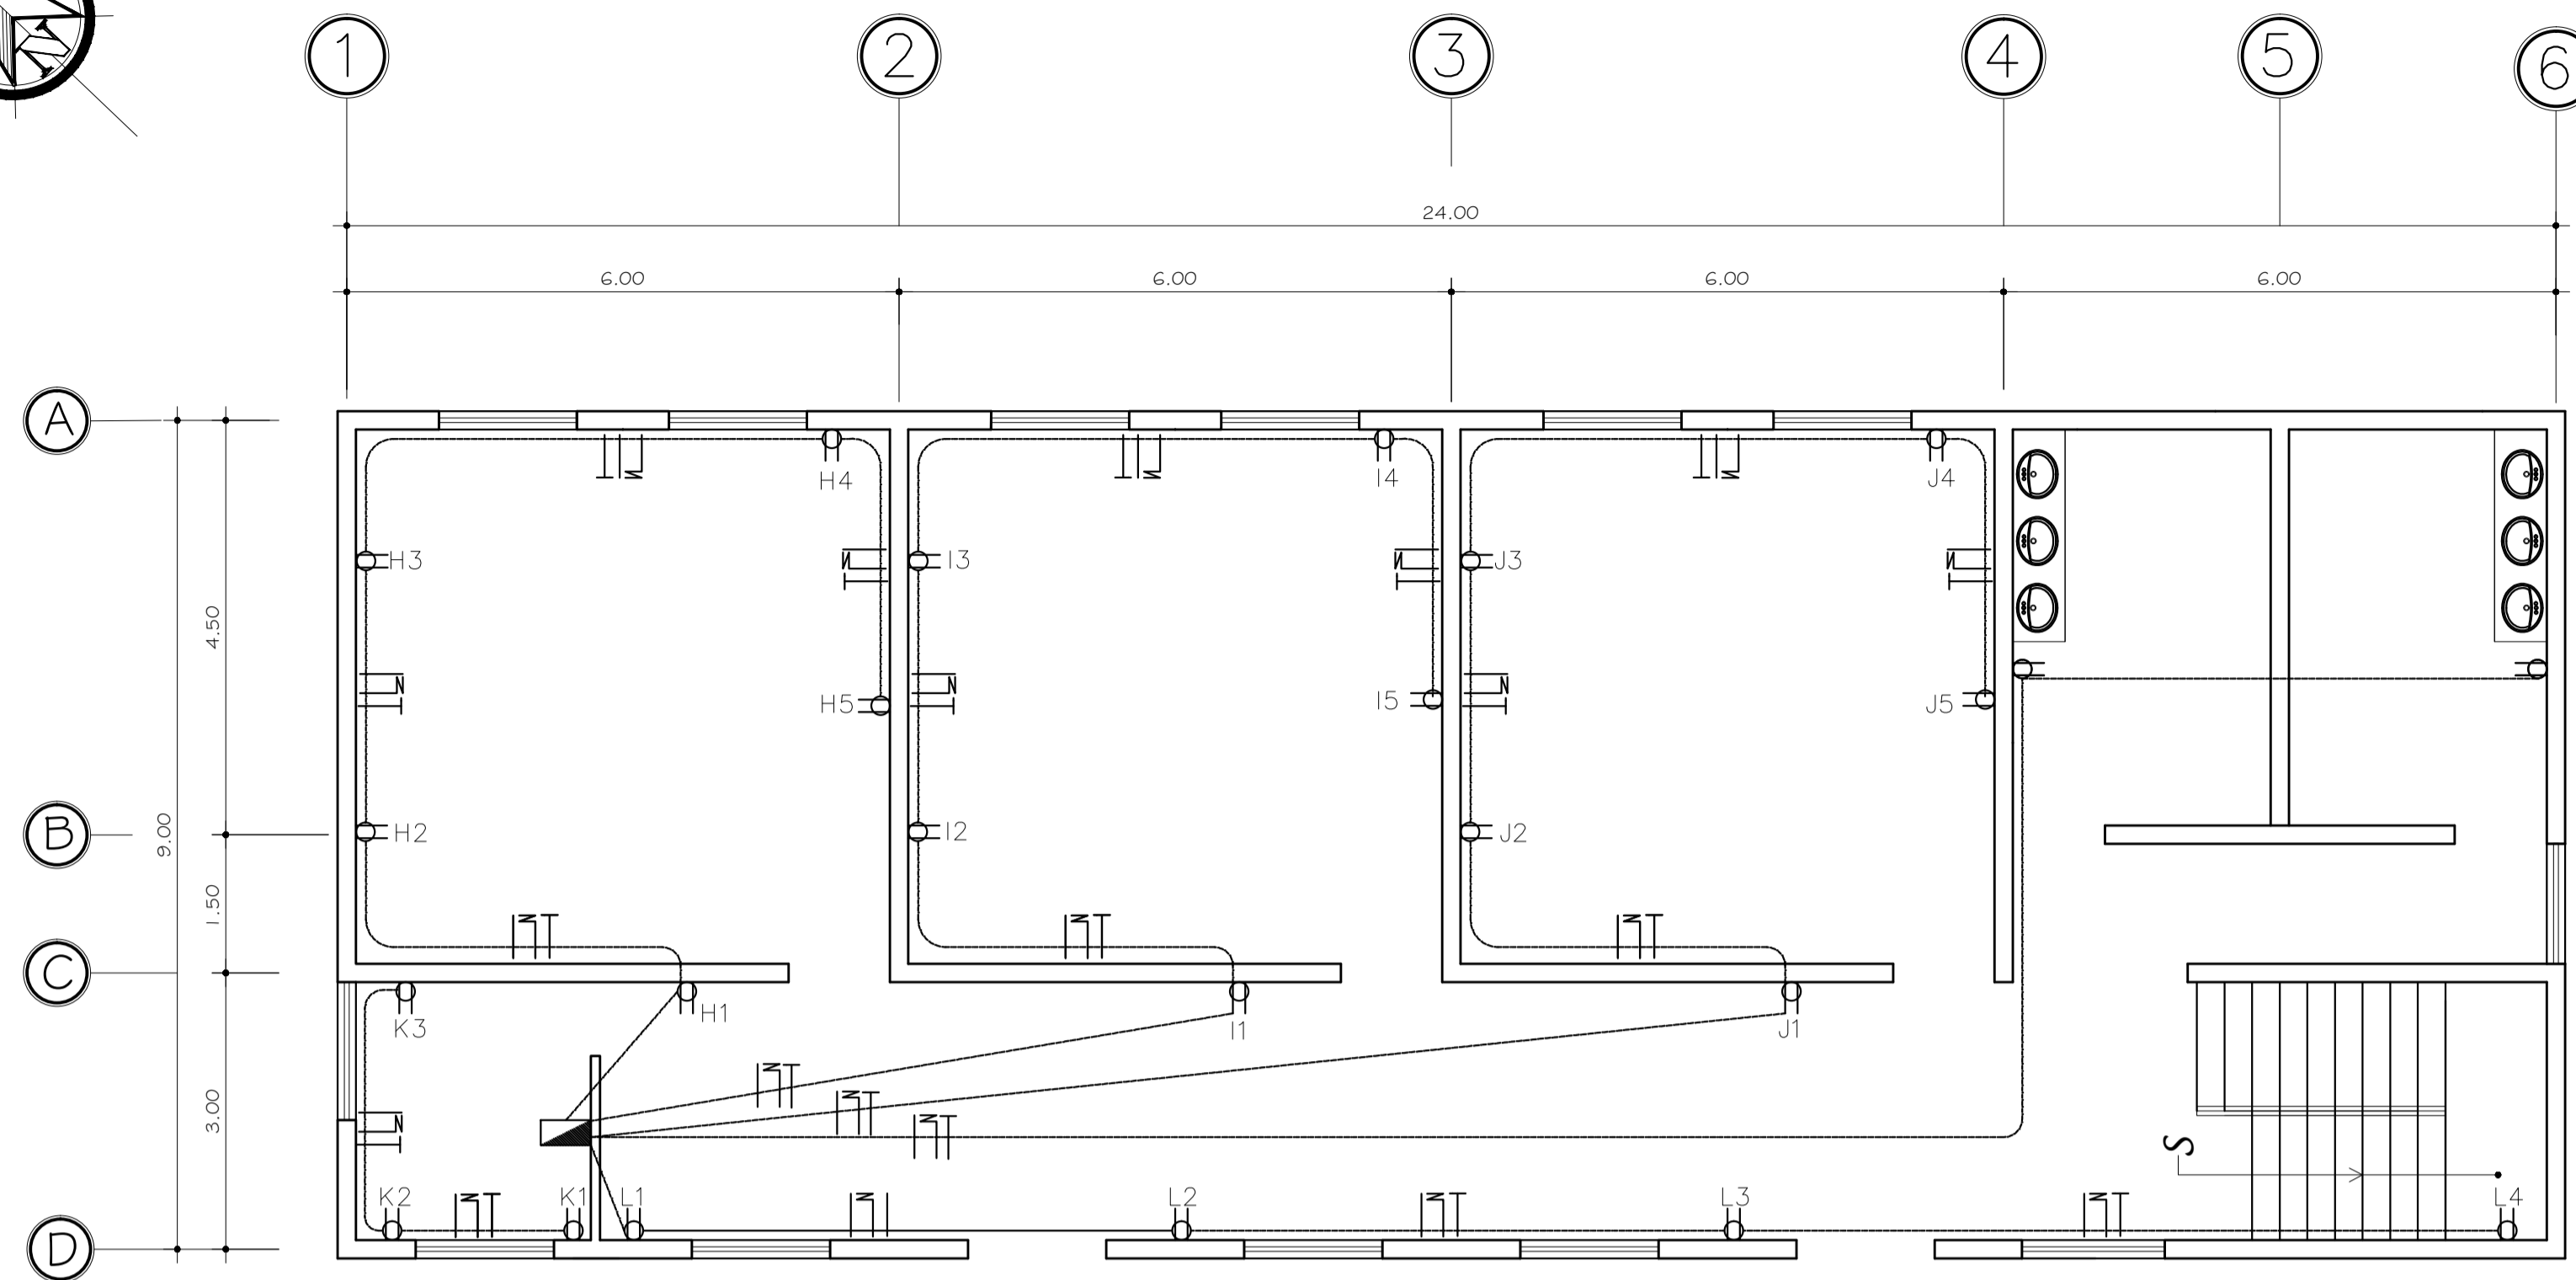 N
1 2 3 4 5 6
24.00
6.00 6.00 6.00 6.00
A
N T N T N T
H4 I4 J4
H3 I3 J3
N T N T N T
4.50
N T N T N T
H5 I5 J5
B
H2 I2 J2
9.00
1.50
N T N T N T
C
K3 H1 I1 J1
N T
N T
3.00
N T
N T
S
K2 N T K1 L1 N L2 N T L3 N T L4
D